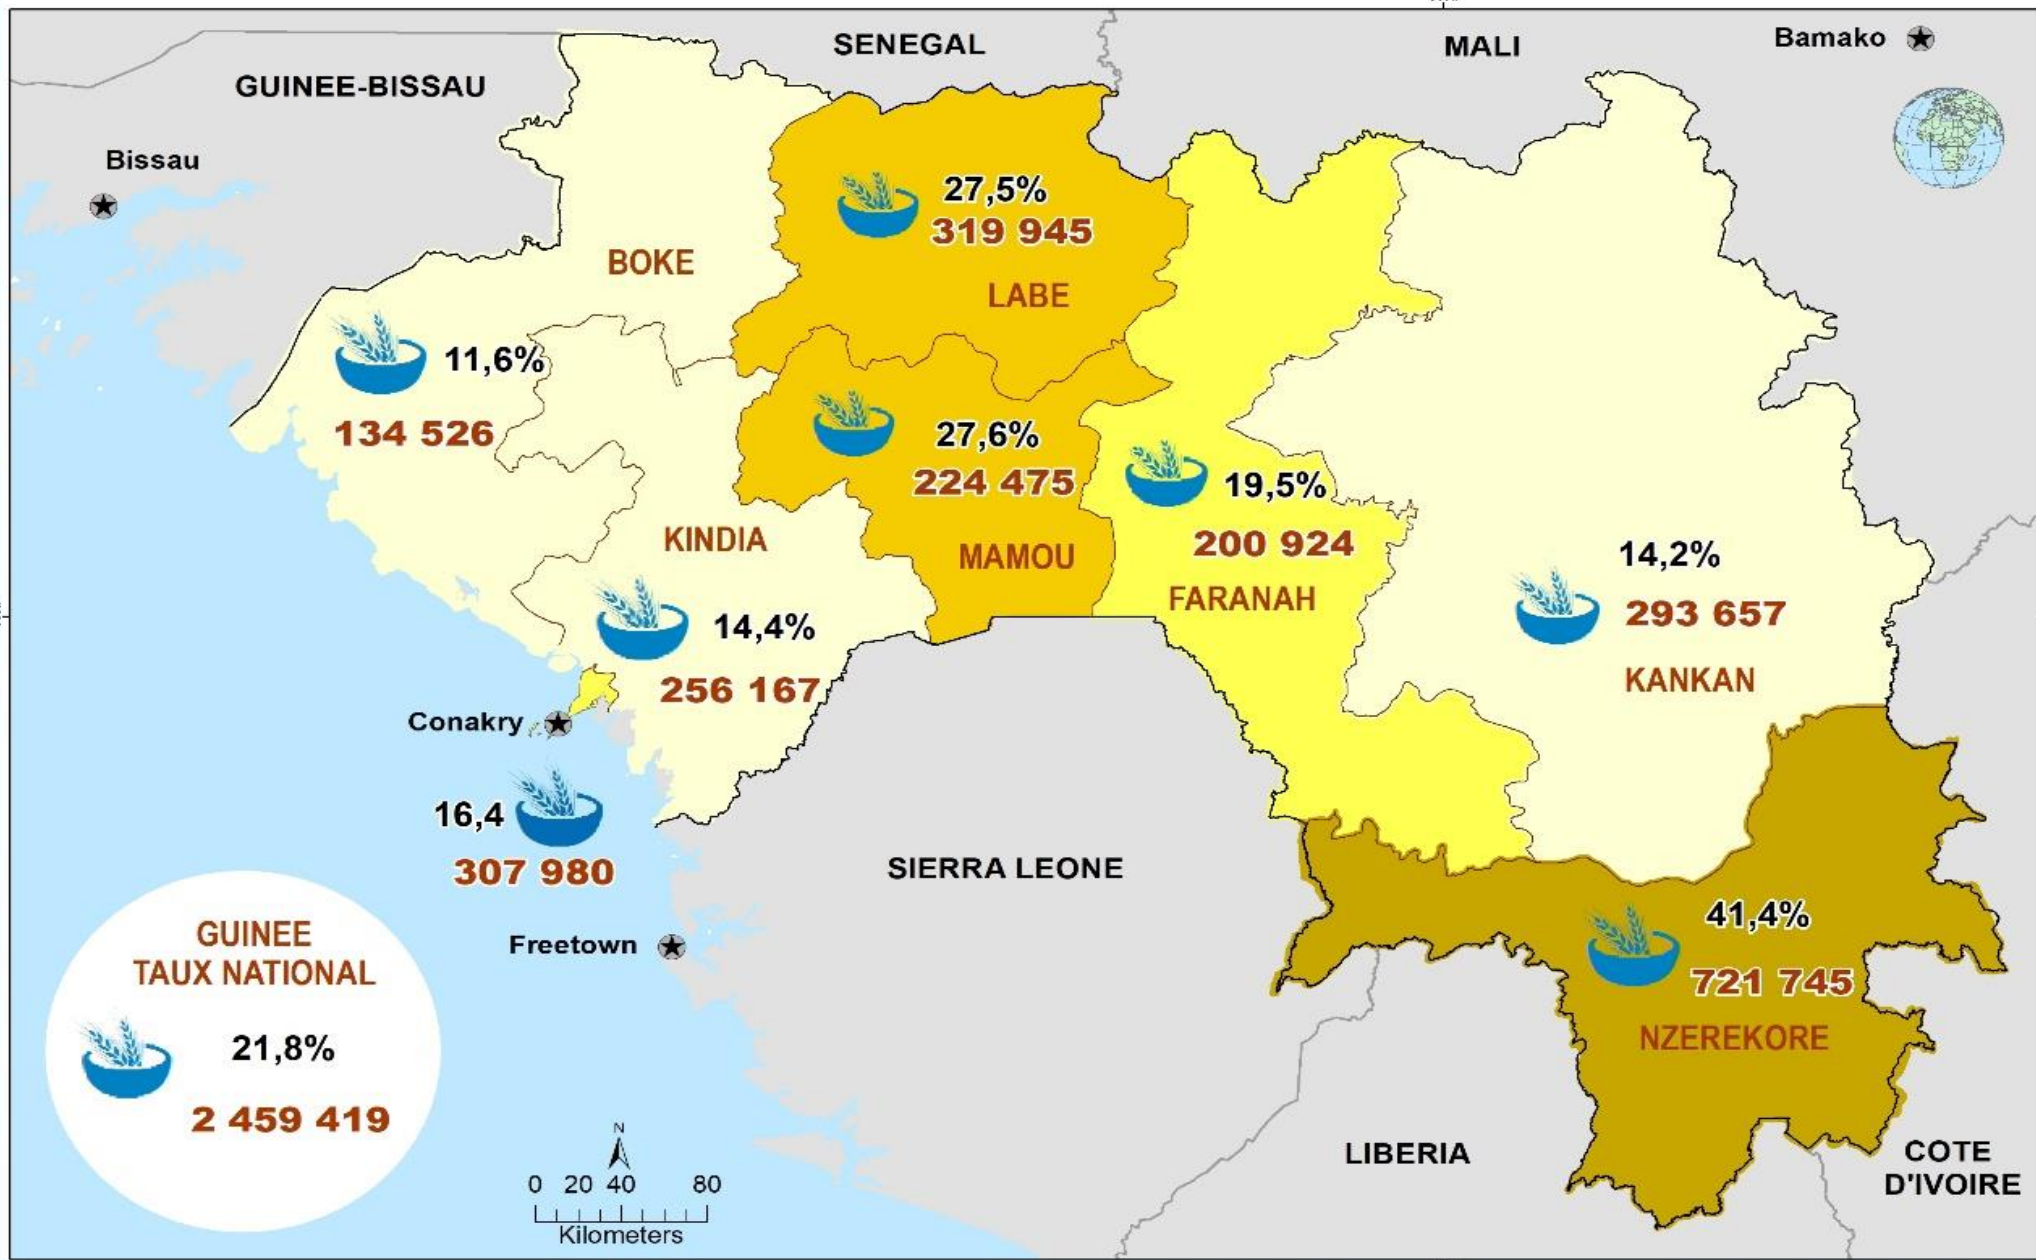 SENEGAL
MALI
Bamako
GUINEE-BISSAU
Bissau
27,5%
319 945
LABE
BOKE
11,6%
134 526
27,6%
224 475
MAMOU
19,5%
200 924
FARANAH
KINDIA
14,4%
256 167
14,2%
293 657
KANKAN
Conakry
16,4
307 980
SIERRA LEONE
Freetown
41,4%
721 745
NZEREKORE
GUINEE
TAUX NATIONAL
21,8%
2 459 419
N
0 20 40 80
Kilometers
LIBERIA
COTE
D'IVOIRE